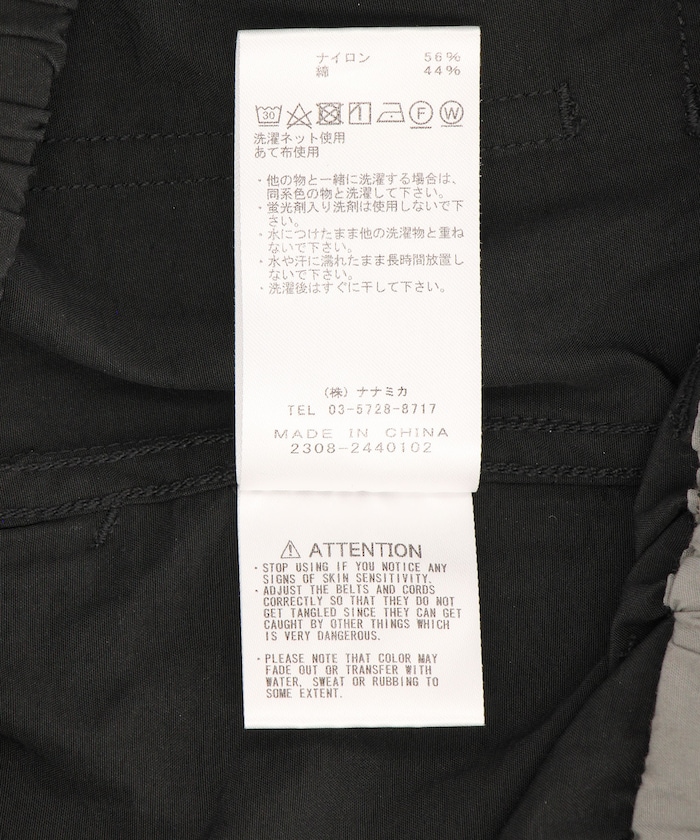 ナイロン 56%
綿 44%
30 F W
洗濯ネット使用
あて布使用
・他の物と一緒に洗濯する場合は、
同系色の物と洗濯して下さい。
・蛍光剤入り洗剤は使用しないで下
さい。
・水につけたまま他の洗濯物と重ね
ないで下さい。
・水や汗に濡れたまま長時間放置し
ないで下さい。
・洗濯後はすぐに干して下さい。
(株) ナナミカ
TEL 03-5728-8717
MADE IN CHINA
2308-2440102
⚠ ATTENTION
・STOP USING IF YOU NOTICE ANY
SIGNS OF SKIN SENSITIVITY.
・ADJUST THE BELTS AND CORDS
CORRECTLY SO THAT THEY DO NOT
GET TANGLED SINCE THEY CAN GET
CAUGHT BY OTHER THINGS WHICH
IS VERY DANGEROUS.
・PLEASE NOTE THAT COLOR MAY
FADE OUT OR TRANSFER WITH
WATER, SWEAT OR RUBBING TO
SOME EXTENT.